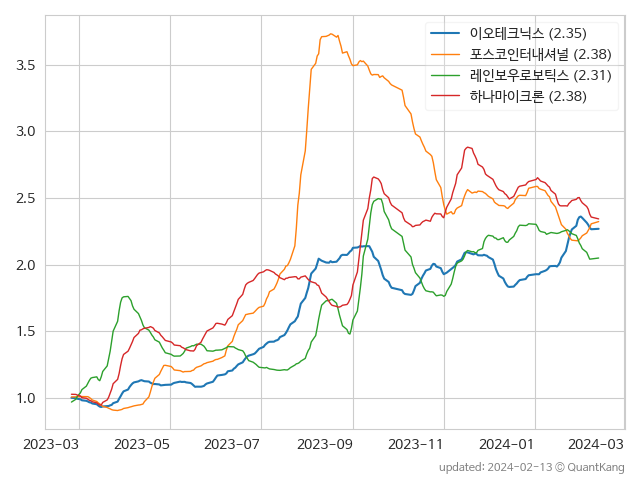 이오테크닉스 (2.35)
포스코인터내셔널 (2.38)
레인보우로보틱스 (2.31)
하나마이크론 (2.38)
3.5
3.0
2.5
2.0
1.5
1.0
2023-03 2023-05 2023-07 2023-09 2023-11 2024-01 2024-03
updated: 2024-02-13 © QuantKang